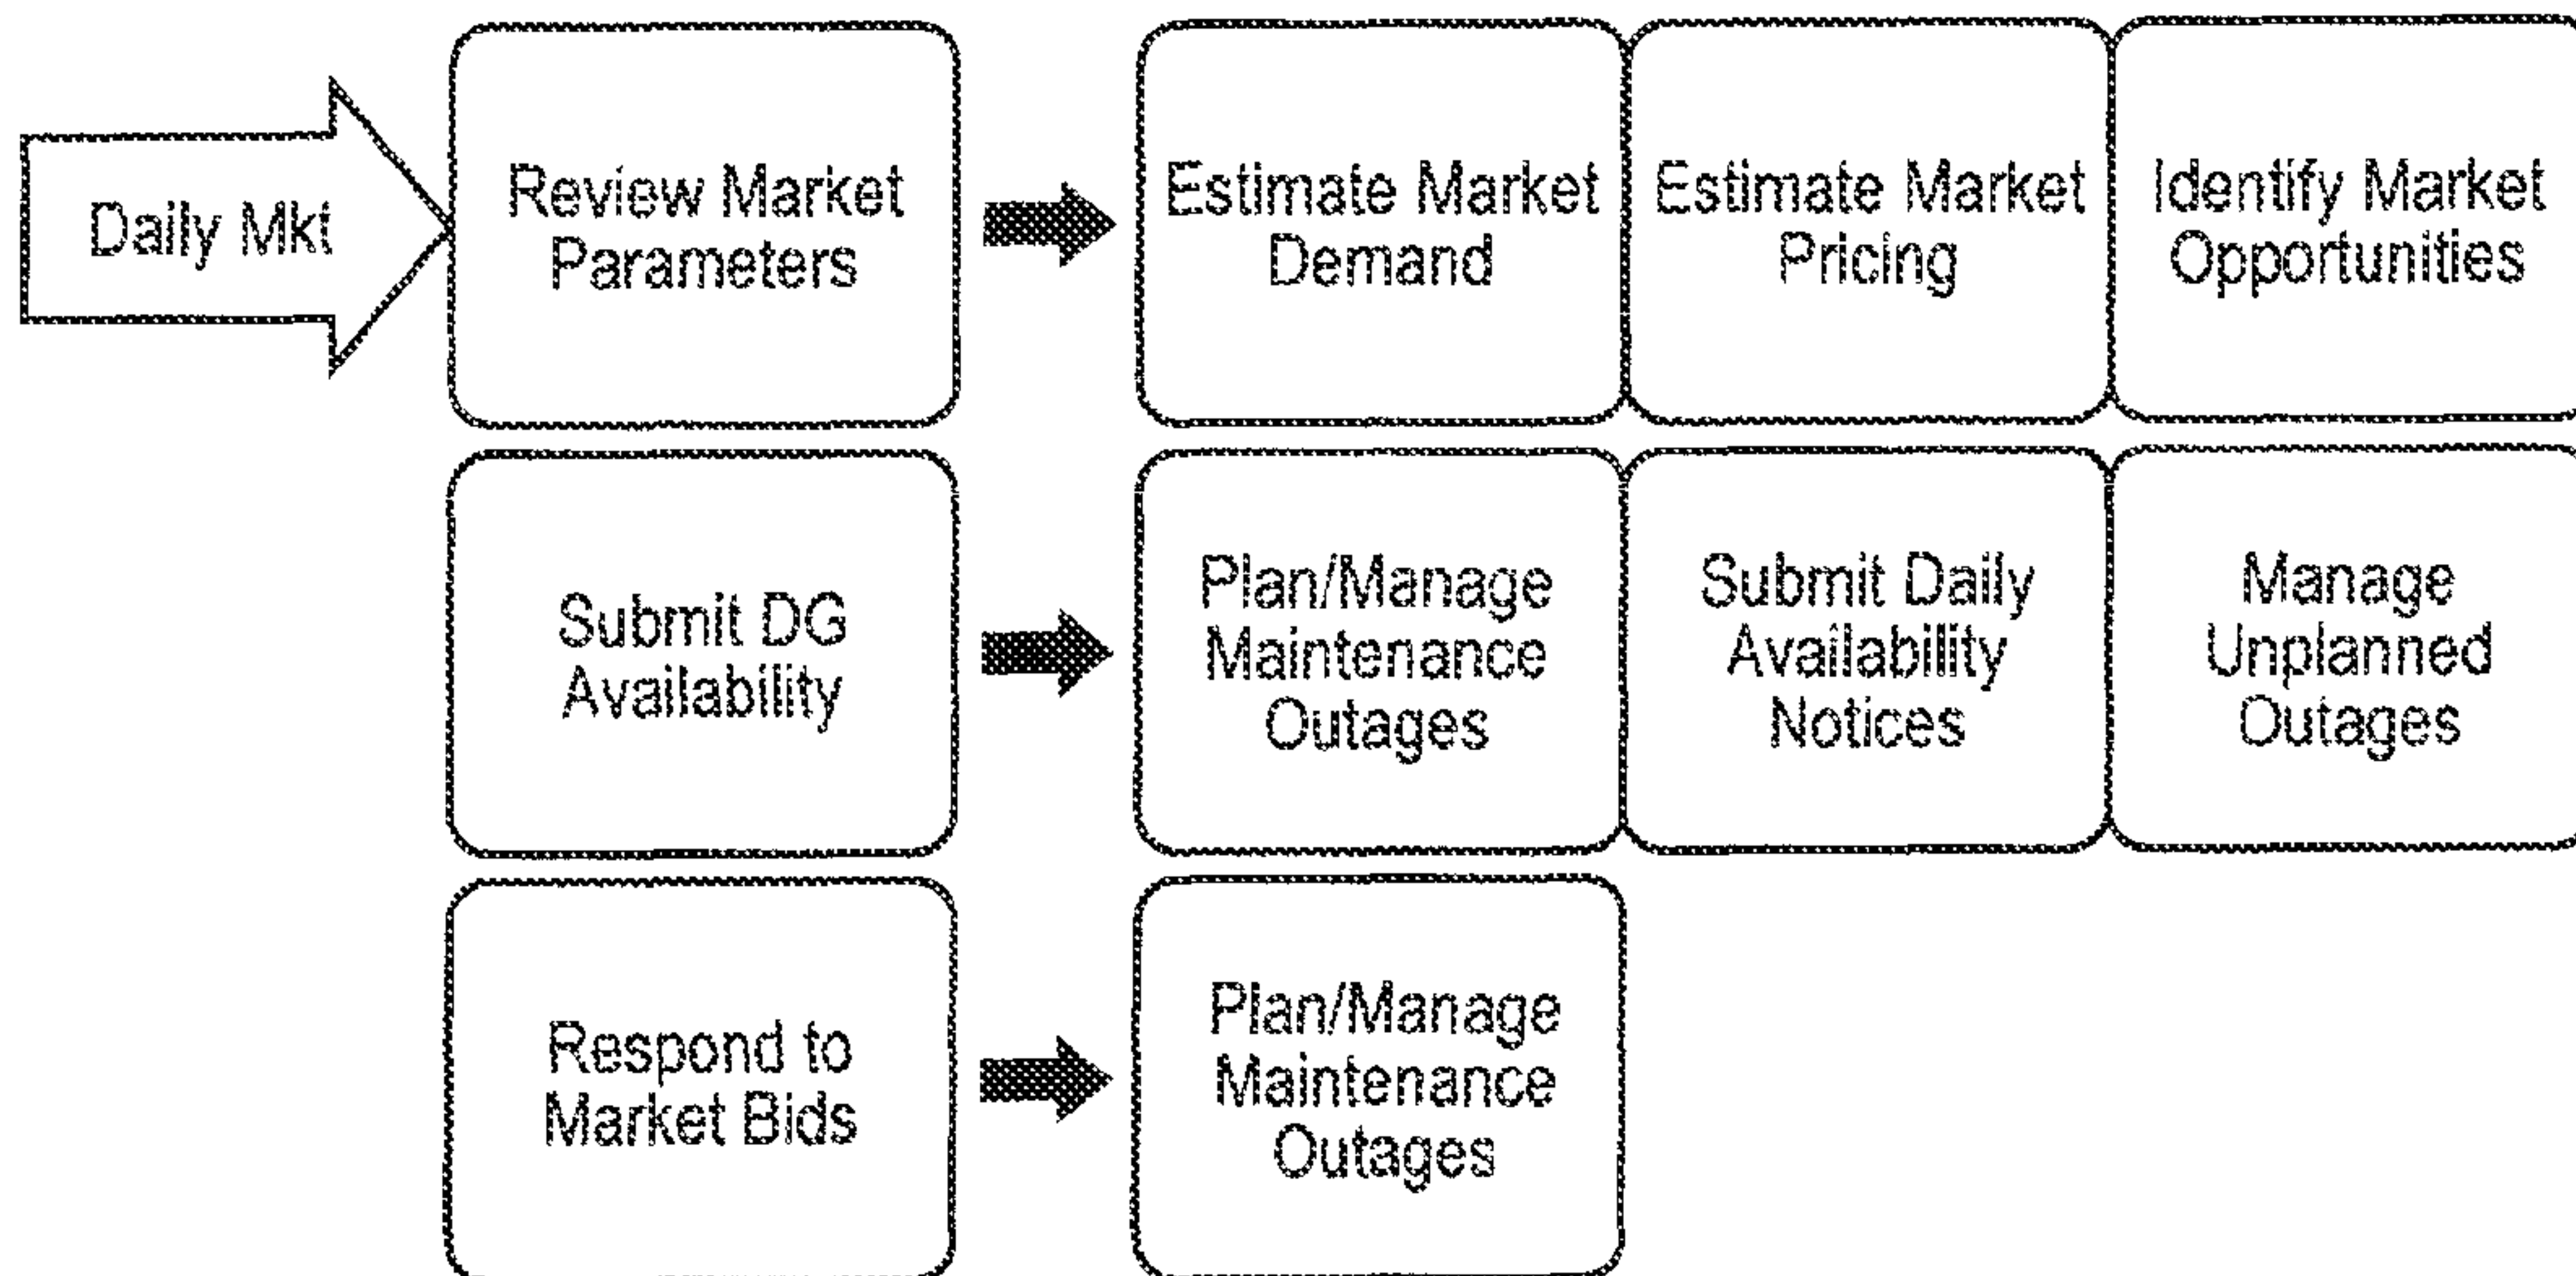 Daily Mkt
Review Market
Parameters
Estimate Market
Demand
Estimate Market
Pricing
Identify Market
Opportunities
Submit DG
Availability
Plan/Manage
Maintenance
Outages
Submit Daily
Availability
Notices
Manage
Unplanned
Outages
Respond to
Market Bids
Plan/Manage
Maintenance
Outages